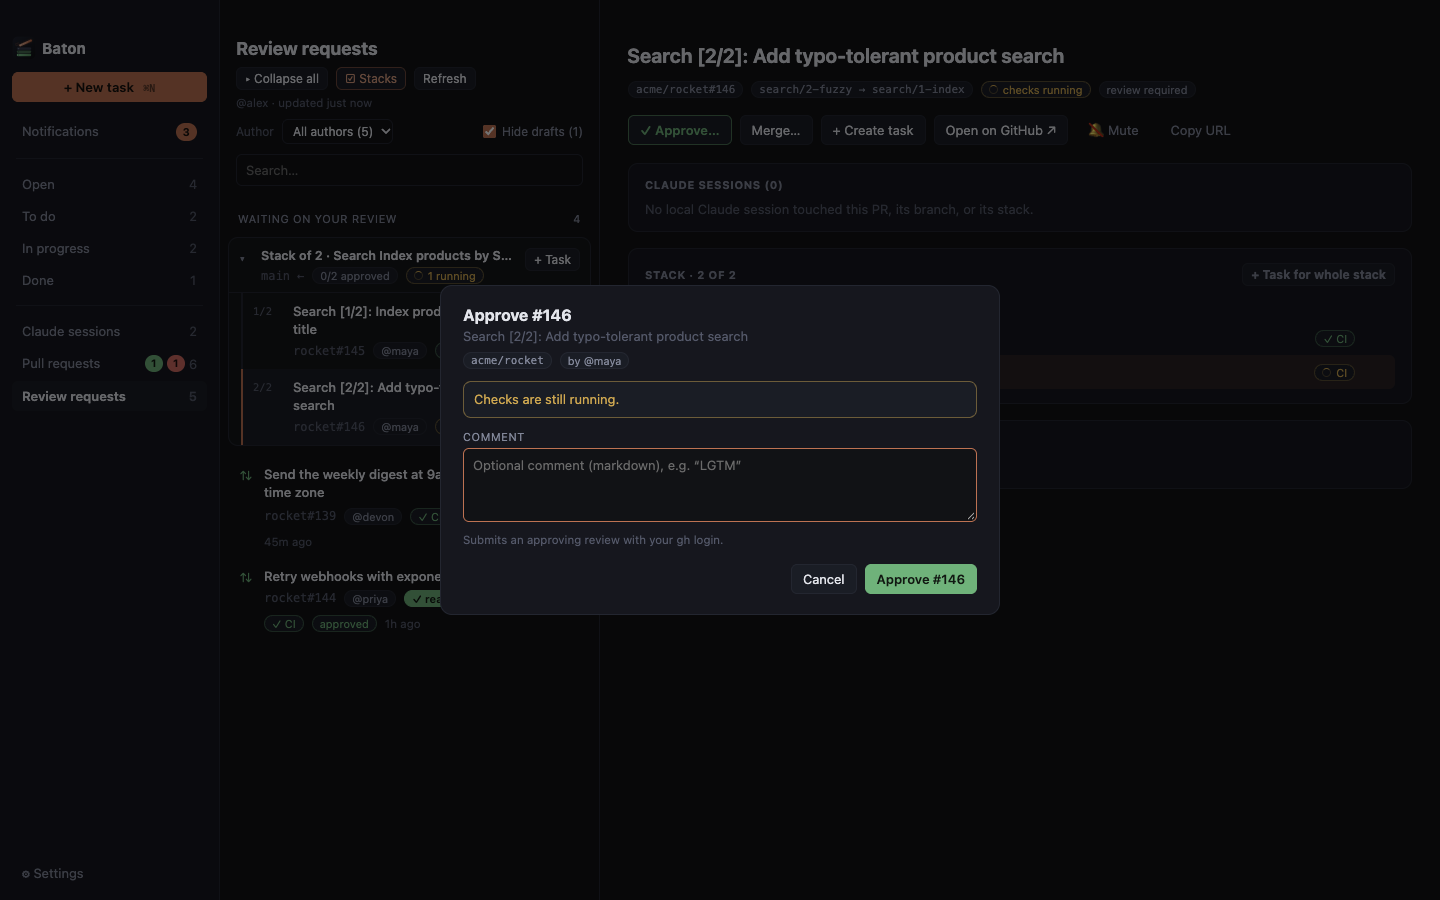 Baton
+ New task ⌘N
Notifications 3
Open 4
To do 2
In progress 2
Done 1
Claude sessions 2
Pull requests 1 1 6
Review requests 5
Settings
Review requests
Collapse all
Stacks
Refresh
@alex · updated just now
Author All authors (5)
Hide drafts (1)
Search...
WAITING ON YOUR REVIEW 4
Stack of 2 · Search Index products by S...
+ Task
main ← 0/2 approved 1 running
1/2 Search [1/2]: Index prod
title
rocket#145 @maya
2/2 Search [2/2]: Add typo-
search
rocket#146 @maya
Send the weekly digest at 9a
time zone
rocket#139 @devon ✓ C
45m ago
Retry webhooks with expone
rocket#144 @priya ✓ rea
✓ CI approved 1h ago
Search [2/2]: Add typo-tolerant product search
acme/rocket#146 search/2-fuzzy → search/1-index checks running review required
✓ Approve...
Merge...
+ Create task
Open on GitHub ↗
Mute
Copy URL
CLAUDE SESSIONS (0)
No local Claude session touched this PR, its branch, or its stack.
STACK · 2 OF 2
+ Task for whole stack
✓ CI
CI
Approve #146
Search [2/2]: Add typo-tolerant product search
acme/rocket by @maya
Checks are still running.
COMMENT
Optional comment (markdown), e.g. “LGTM”
Submits an approving review with your gh login.
Cancel
Approve #146